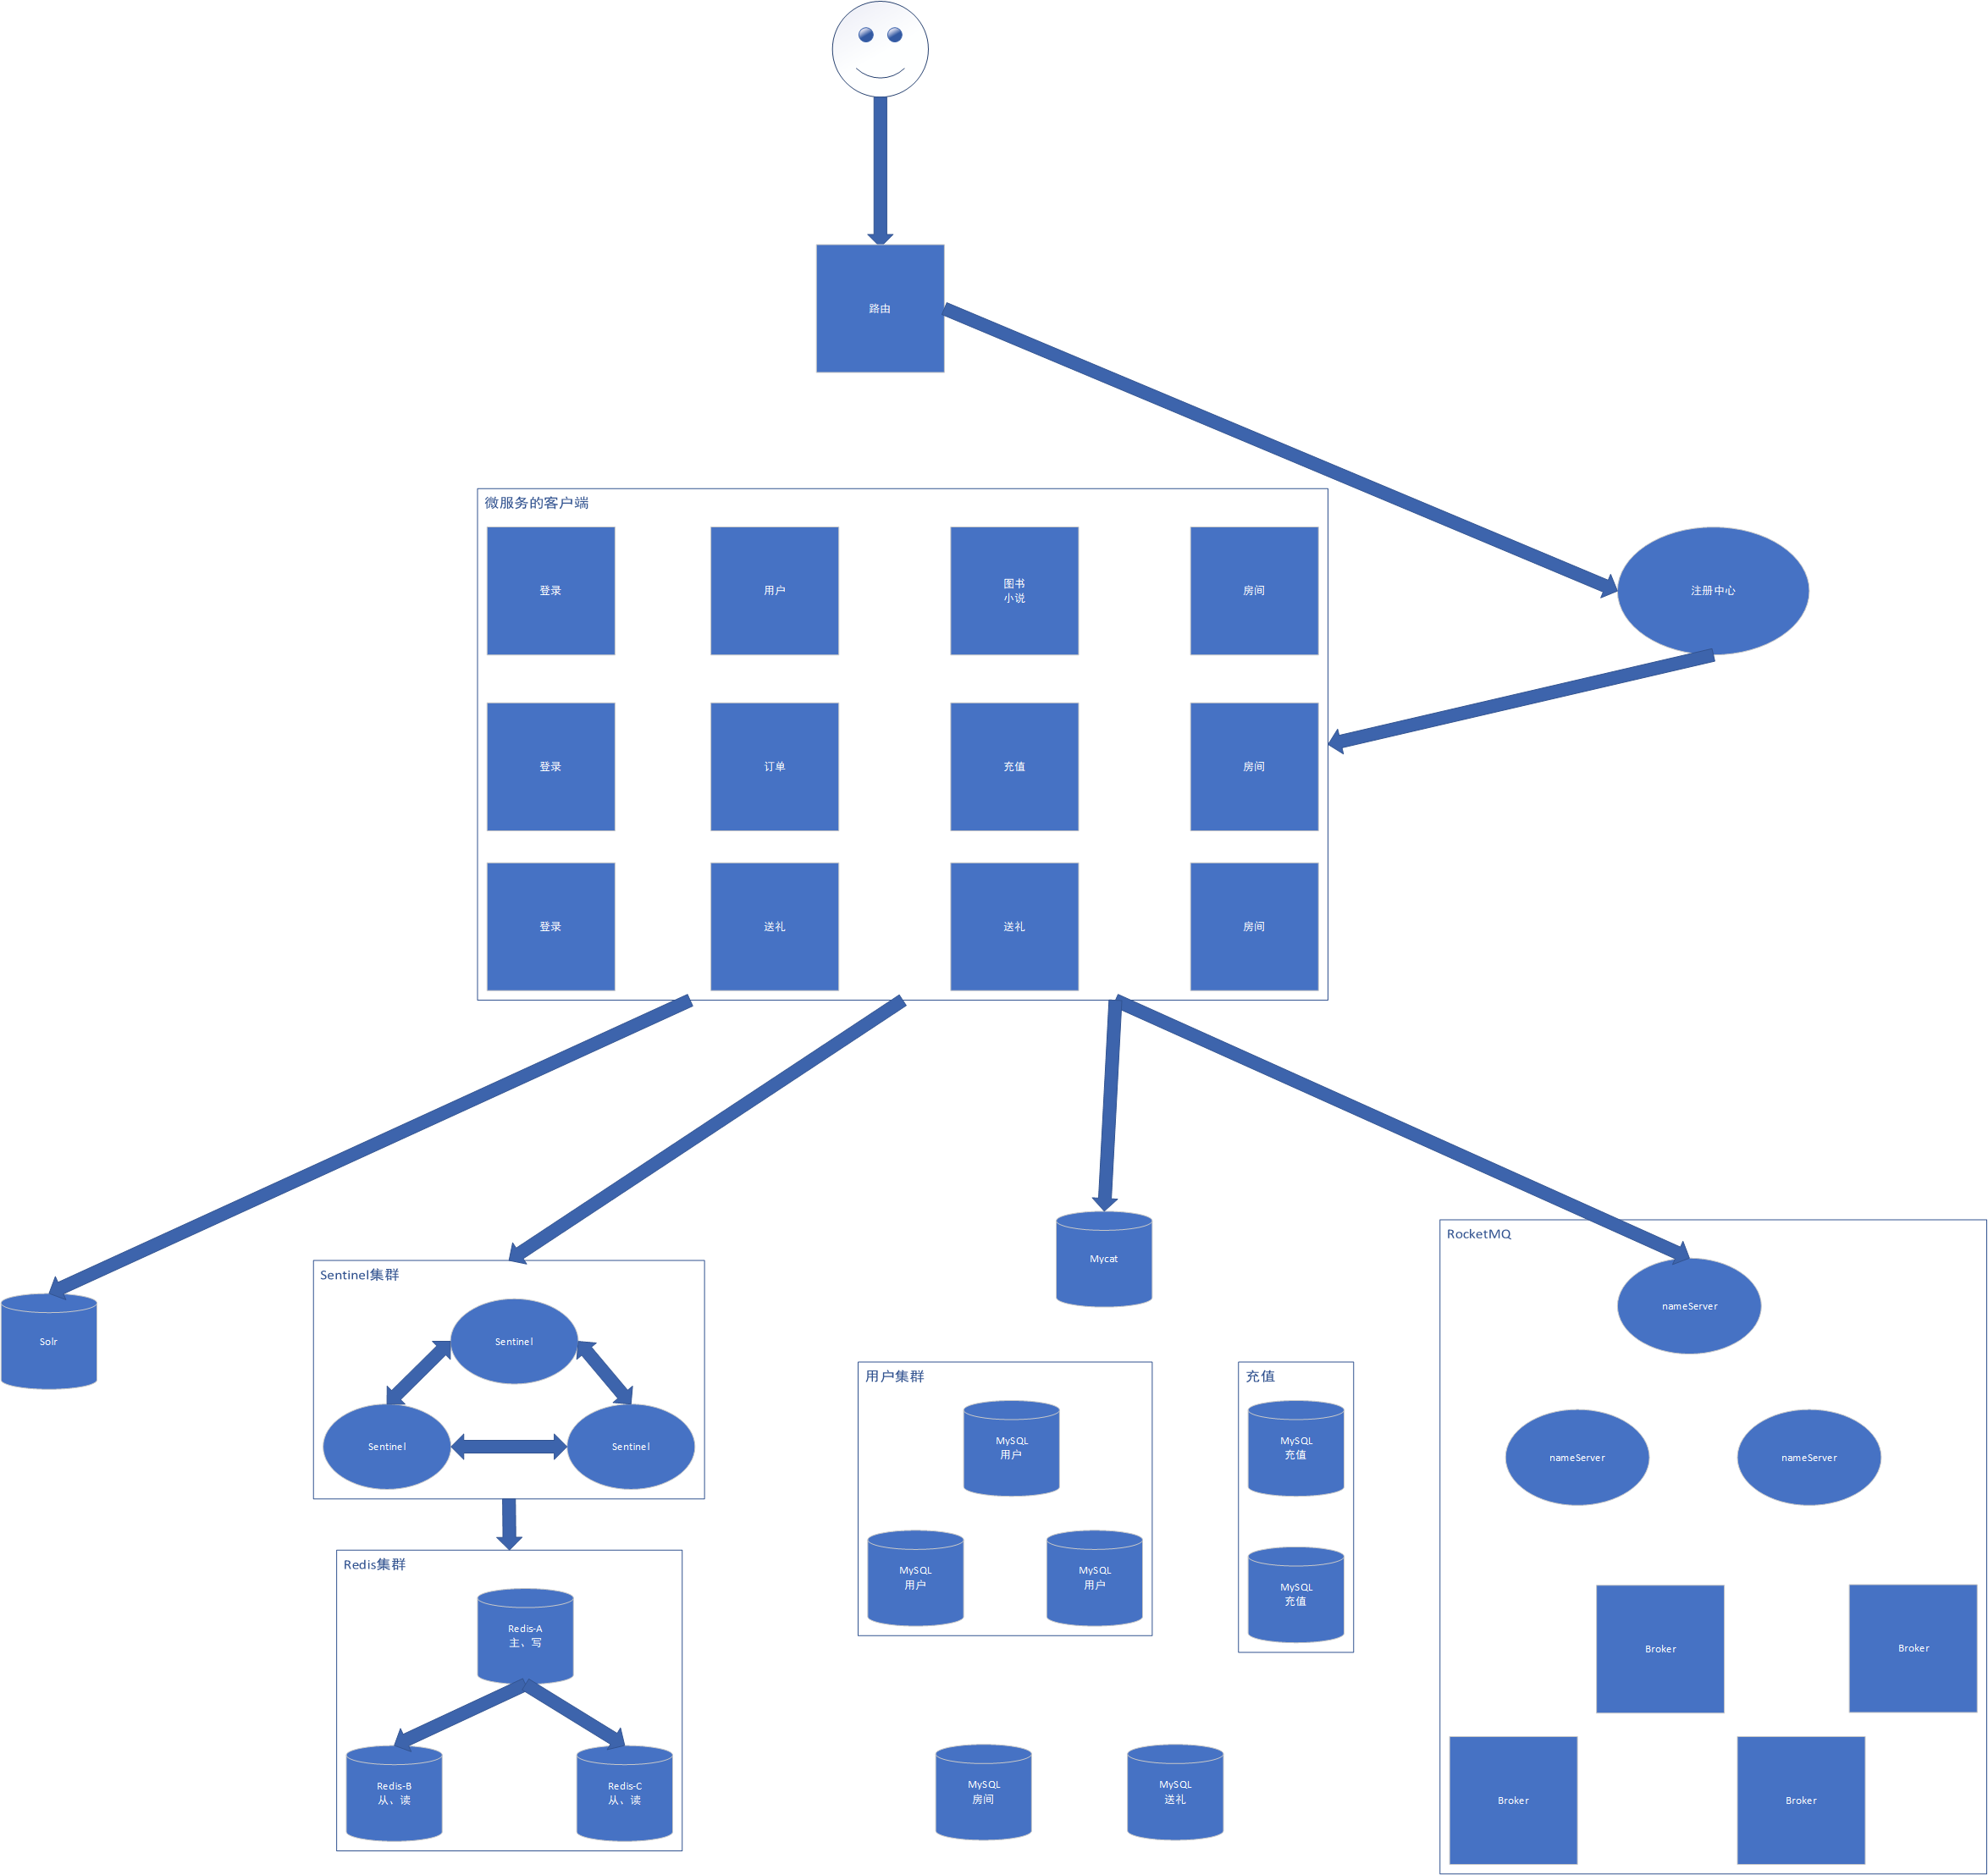 路由
微服务的客户端
登录
用户
图书
小说
房间
注册中心
登录
订单
充值
房间
登录
送礼
送礼
房间
Solr
Sentinel集群
Sentinel
Sentinel
Sentinel
Redis集群
Redis-A
主、写
Redis-B
从、读
Redis-C
从、读
Mycat
用户集群
MySQL
用户
MySQL
用户
MySQL
用户
充值
MySQL
充值
MySQL
充值
MySQL
房间
MySQL
送礼
RocketMQ
nameServer
nameServer
nameServer
Broker
Broker
Broker
Broker